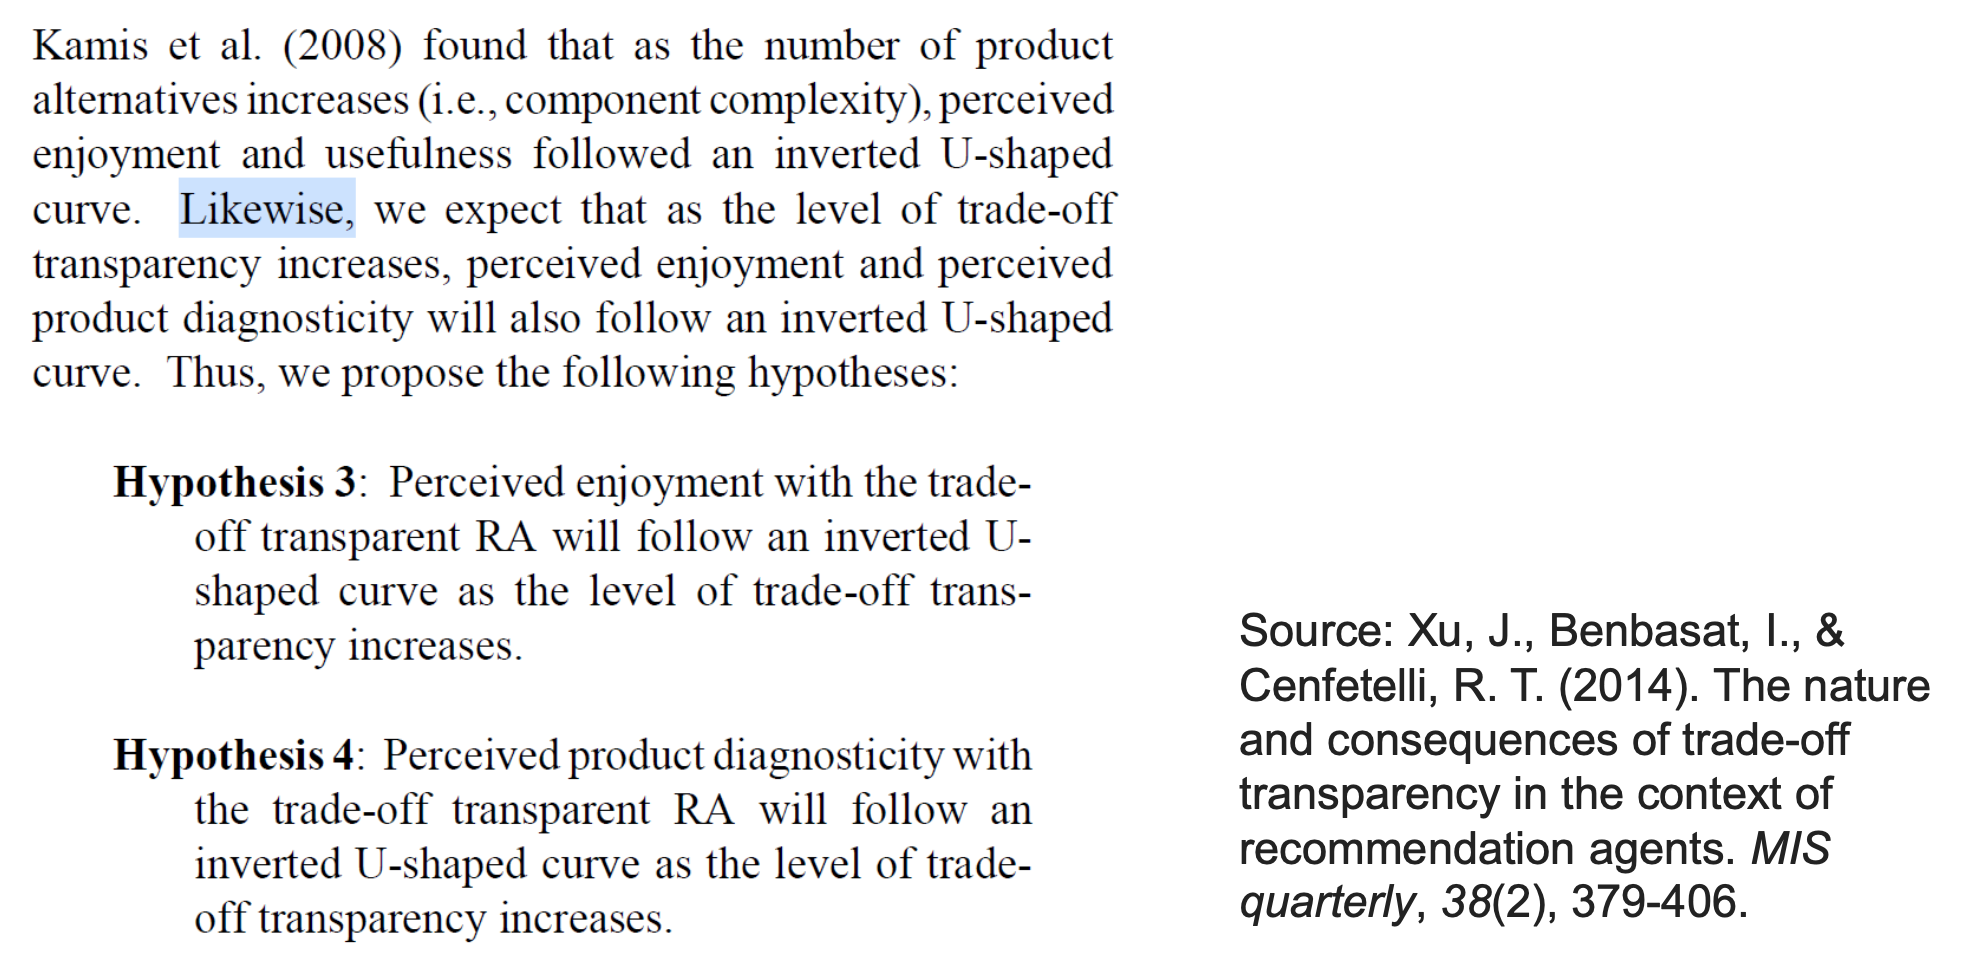 Kamis et al. (2008) found that as the number of product
alternatives increases (i.e., component complexity), perceived
enjoyment and usefulness followed an inverted U-shaped
curve. Likewise, we expect that as the level of trade-off
transparency increases, perceived enjoyment and perceived
product diagnosticity will also follow an inverted U-shaped
curve. Thus, we propose the following hypotheses:
Hypothesis 3: Perceived enjoyment with the trade-
off transparent RA will follow an inverted U-
shaped curve as the level of trade-off trans-
parency increases.
Hypothesis 4: Perceived product diagnosticity with
the trade-off transparent RA will follow an
inverted U-shaped curve as the level of trade-
off transparency increases.
Source: Xu, J., Benbasat, I., &
Cenfetelli, R. T. (2014). The nature
and consequences of trade-off
transparency in the context of
recommendation agents. MIS
quarterly, 38(2), 379-406.